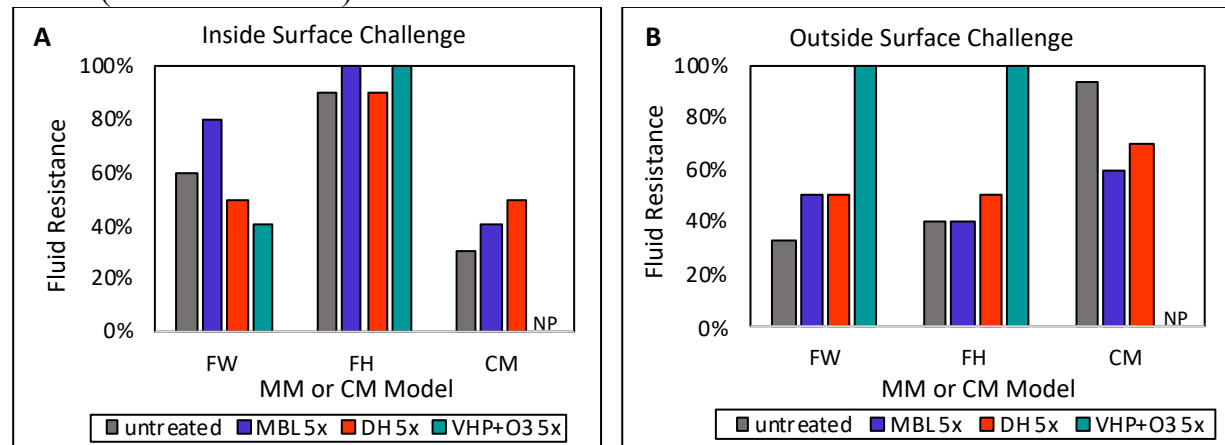 A Inside Surface Challenge
100%
80%
60%
40%
20%
0%
Fluid Resistance
NP
FW FH CM
MM or CM Model
untreated MBL 5x DH 5x VHP+O3 5x
B Outside Surface Challenge
100%
80%
60%
40%
20%
0%
Fluid Resistance
NP
FW FH CM
MM or CM Model
untreated MBL 5x DH 5x VHP+O3 5x